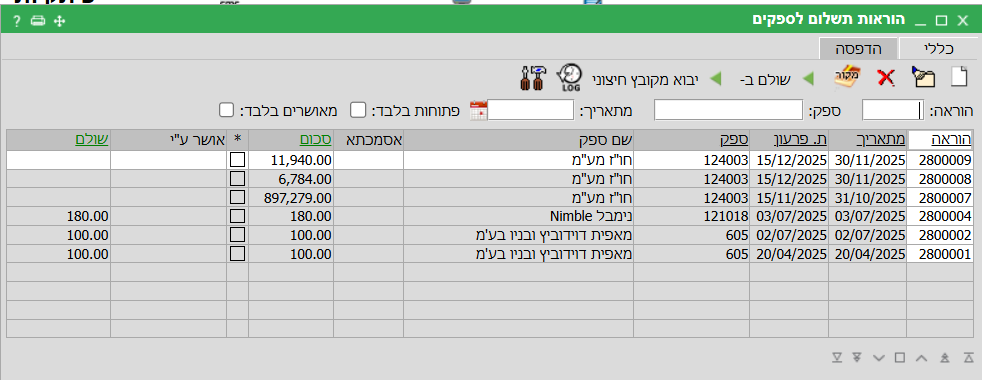 הוראות תשלום לספקים
כללי הדפסה
מקור שולם ב- יבוא מקובץ חיצוני LOG
הוראה: ספק: מתאריך: פתוחות בלבד: מאושרים בלבד:
הוראה מתאריך ת. פרעון ספק שם ספק אסמכתא סכום * אושר ע"י שולם
2800009 30/11/2025 15/12/2025 124003 חו"ז מע"מ 11,940.00
2800008 30/11/2025 15/12/2025 124003 חו"ז מע"מ 6,784.00
2800007 31/10/2025 15/11/2025 124003 חו"ז מע"מ 897,279.00
2800004 03/07/2025 03/07/2025 121018 נימבל Nimble 180.00 180.00
2800002 02/07/2025 02/07/2025 605 מאפית דוידוביץ ובניו בע'מ 100.00 100.00
2800001 20/04/2025 20/04/2025 605 מאפית דוידוביץ ובניו בע'מ 100.00 100.00